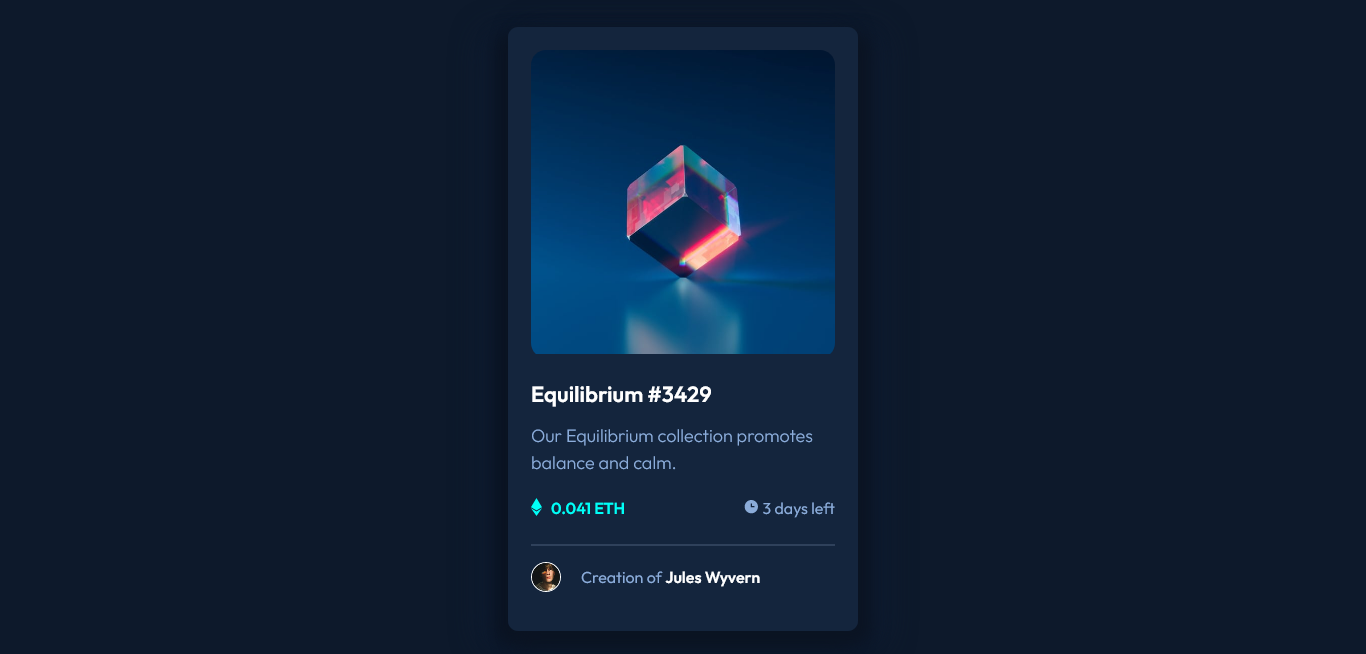 Equilibrium #3429
Our Equilibrium collection promotes
balance and calm.
0.041 ETH
3 days left
Creation of Jules Wyvern